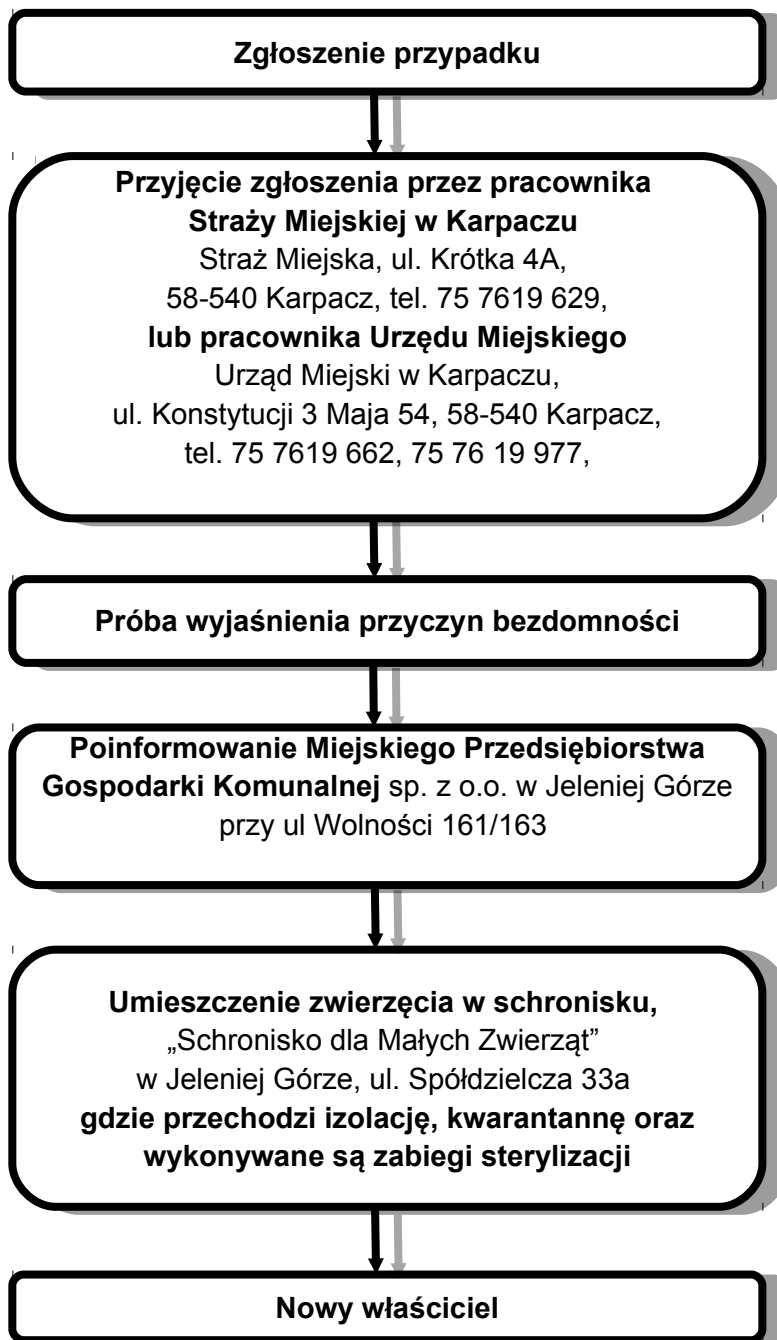 Zgłoszenie przypadku
Przyjęcie zgłoszenia przez pracownika
Straży Miejskiej w Karpaczu
Straż Miejska, ul. Krótka 4A,
58-540 Karpacz, tel. 75 7619 629,
lub pracownika Urzędu Miejskiego
Urząd Miejski w Karpaczu,
ul. Konstytucji 3 Maja 54, 58-540 Karpacz,
tel. 75 7619 662, 75 76 19 977,
Próba wyjaśnienia przyczyn bezdomności
Poinformowanie Miejskiego Przedsiębiorstwa
Gospodarki Komunalnej sp. z o.o. w Jeleniej Górze
przy ul Wolności 161/163
Umieszczenie zwierzęcia w schronisku,
„Schronisko dla Małych Zwierząt”
w Jeleniej Górze, ul. Spółdzielcza 33a
gdzie przechodzi izolację, kwarantannę oraz
wykonywane są zabiegi sterylizacji
Nowy właściciel